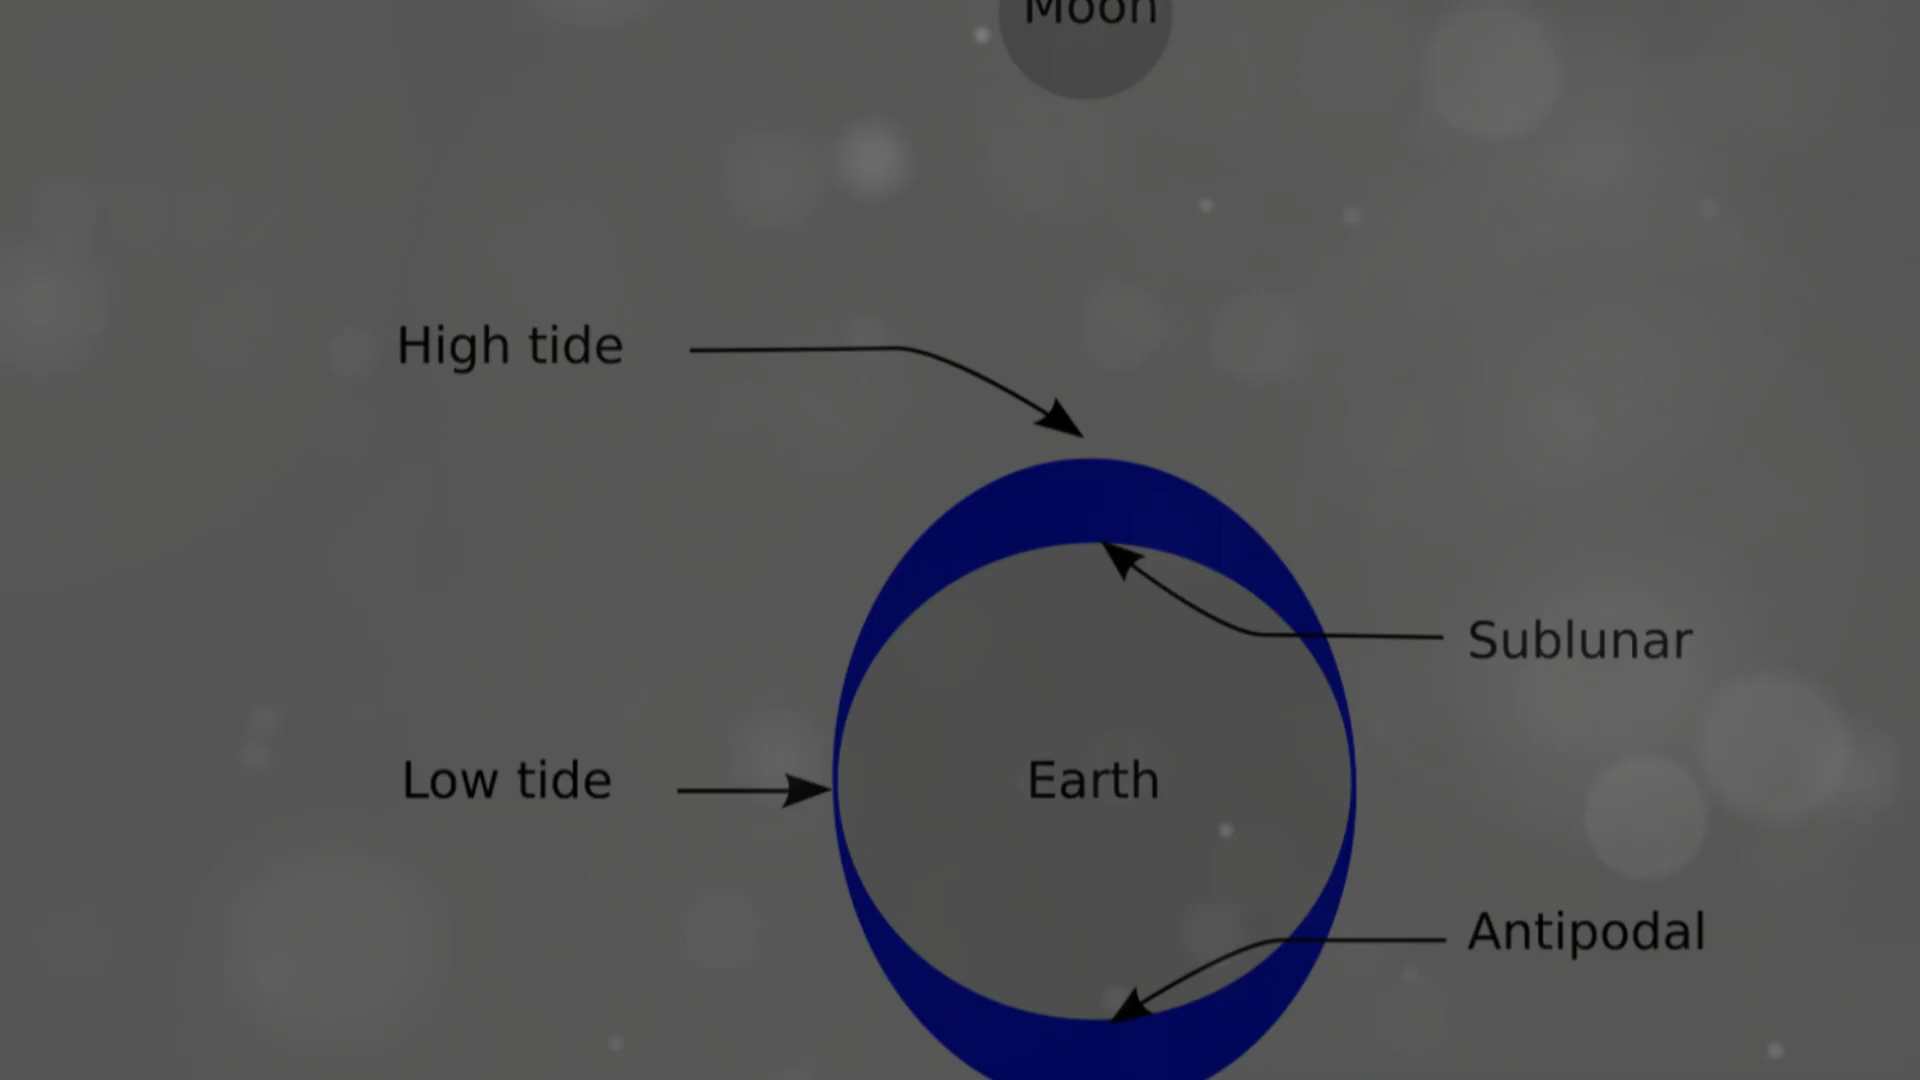 Moon
High tide
Sublunar
Low tide
Earth
Antipodal